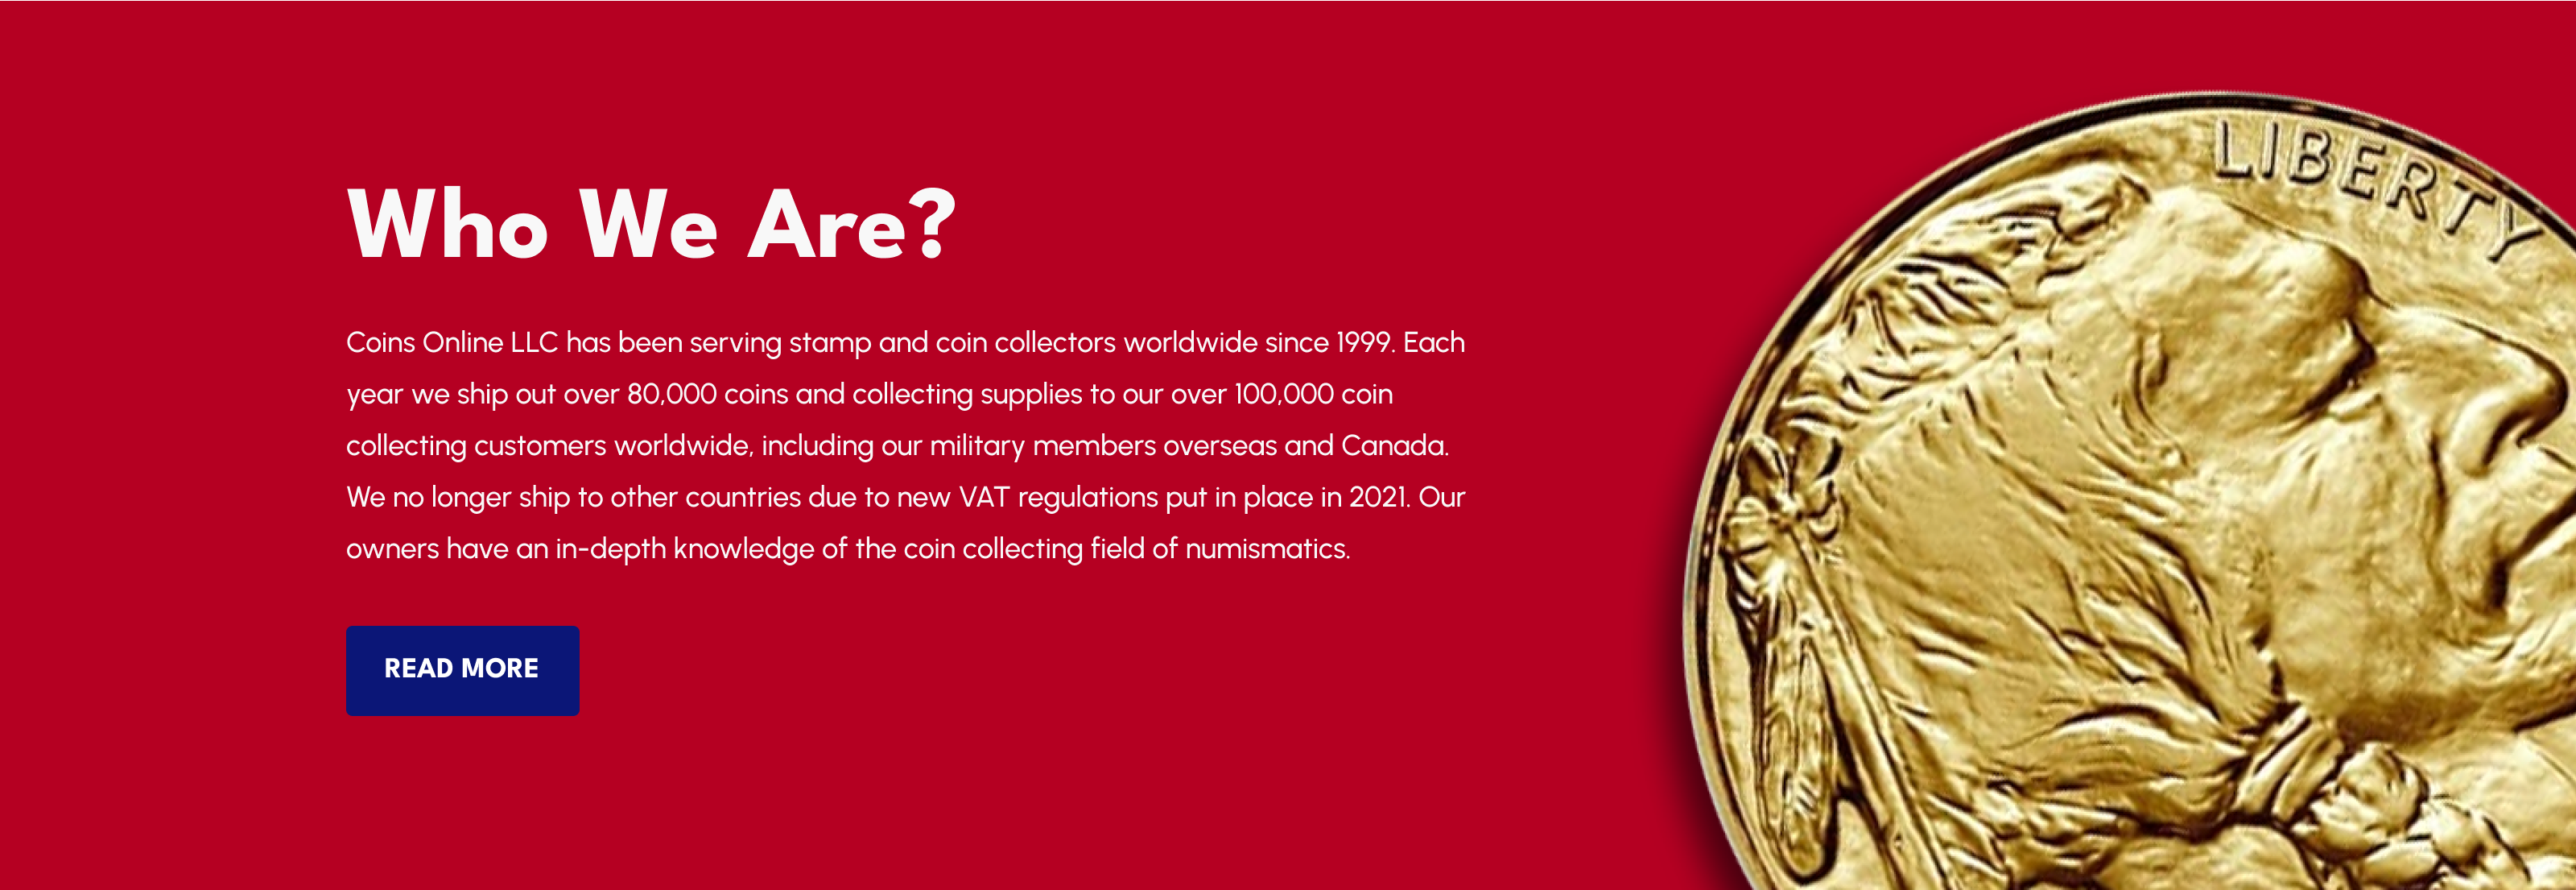 LIBERTY
Who We Are?
Coins Online LLC has been serving stamp and coin collectors worldwide since 1999. Each
year we ship out over 80,000 coins and collecting supplies to our over 100,000 coin
collecting customers worldwide, including our military members overseas and Canada.
We no longer ship to other countries due to new VAT regulations put in place in 2021. Our
owners have an in-depth knowledge of the coin collecting field of numismatics.
READ MORE